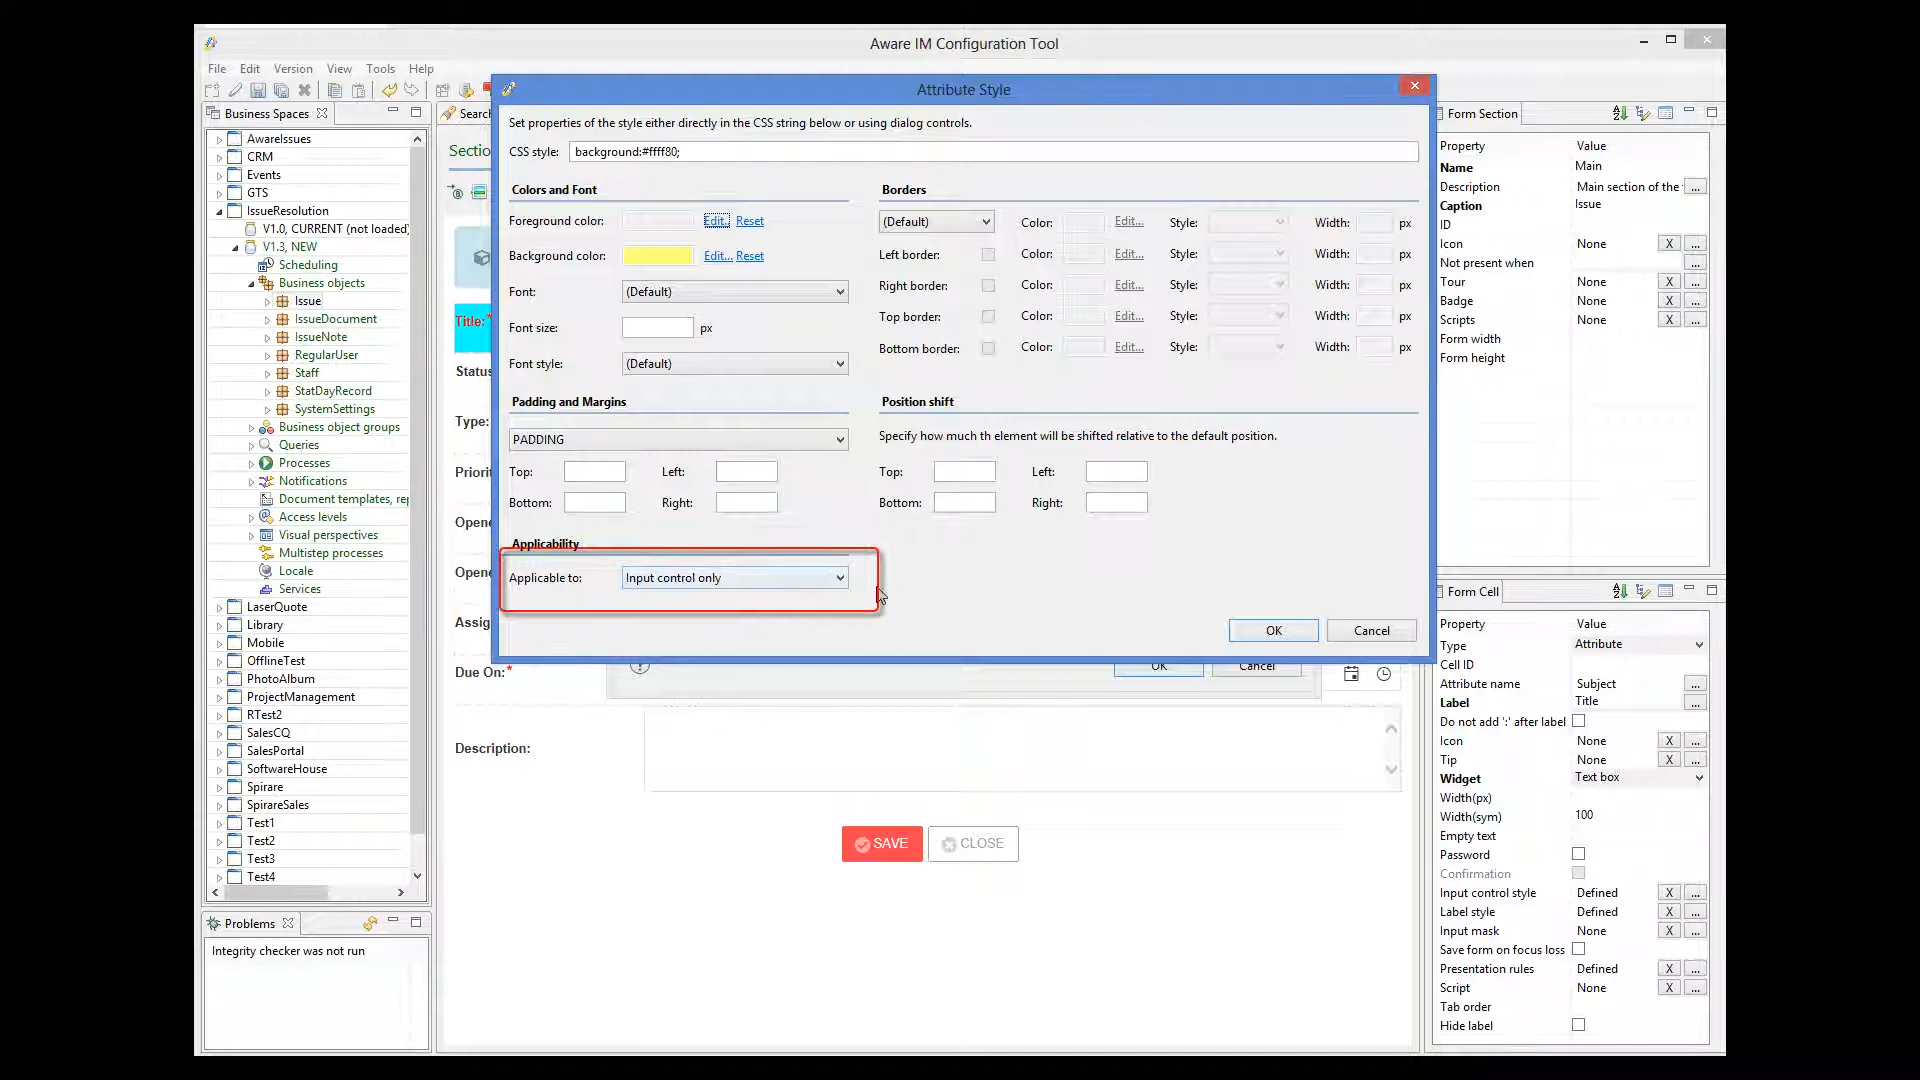 Aware IM Configuration Tool
File Edit Version View Tools Help
Business Spaces
AwareIssues
CRM
Events
GTS
IssueResolution
V1.0, CURRENT (not loaded)
V1.3, NEW
Scheduling
Business objects
Issue
IssueDocument
IssueNote
RegularUser
Staff
StatDayRecord
SystemSettings
Business object groups
Queries
Processes
Notifications
Document templates, rep
Access levels
Visual perspectives
Multistep processes
Locale
Services
LaserQuote
Library
Mobile
OfflineTest
PhotoAlbum
ProjectManagement
RTest2
SalesCQ
SalesPortal
SoftwareHouse
Spirare
SpirareSales
Test1
Test2
Test3
Test4
Problems
Integrity checker was not run
Search
Sectio
Title:*
Status
Type:
Priorit
Opene
Opene
Assig
Due On:*
OK Cancel
Description:
SAVE CLOSE
Attribute Style
Set properties of the style either directly in the CSS string below or using dialog controls.
CSS style: background:#ffff80;
Colors and Font
Foreground color: Edit... Reset
Background color: Edit... Reset
Font: (Default)
Font size: px
Font style: (Default)
Borders
(Default) Color: Edit... Style: Width: px
Left border: Color: Edit... Style: Width: px
Right border: Color: Edit... Style: Width: px
Top border: Color: Edit... Style: Width: px
Bottom border: Color: Edit... Style: Width: px
Padding and Margins
PADDING
Top: Left:
Bottom: Right:
Position shift
Specify how much th element will be shifted relative to the default position.
Top: Left:
Bottom: Right:
Applicability
Applicable to: Input control only
OK Cancel
Form Section
Property Value
Name Main
Description Main section of the ...
Caption Issue
ID
Icon None X ...
Not present when ...
Tour None X ...
Badge None X ...
Scripts None X ...
Form width
Form height
Form Cell
Property Value
Type Attribute
Cell ID
Attribute name Subject ...
Label Title ...
Do not add ':' after label
Icon None X ...
Tip None X ...
Widget Text box
Width(px)
Width(sym) 100
Empty text
Password
Confirmation
Input control style Defined X ...
Label style Defined X ...
Input mask None X ...
Save form on focus loss
Presentation rules Defined X ...
Script None X ...
Tab order
Hide label